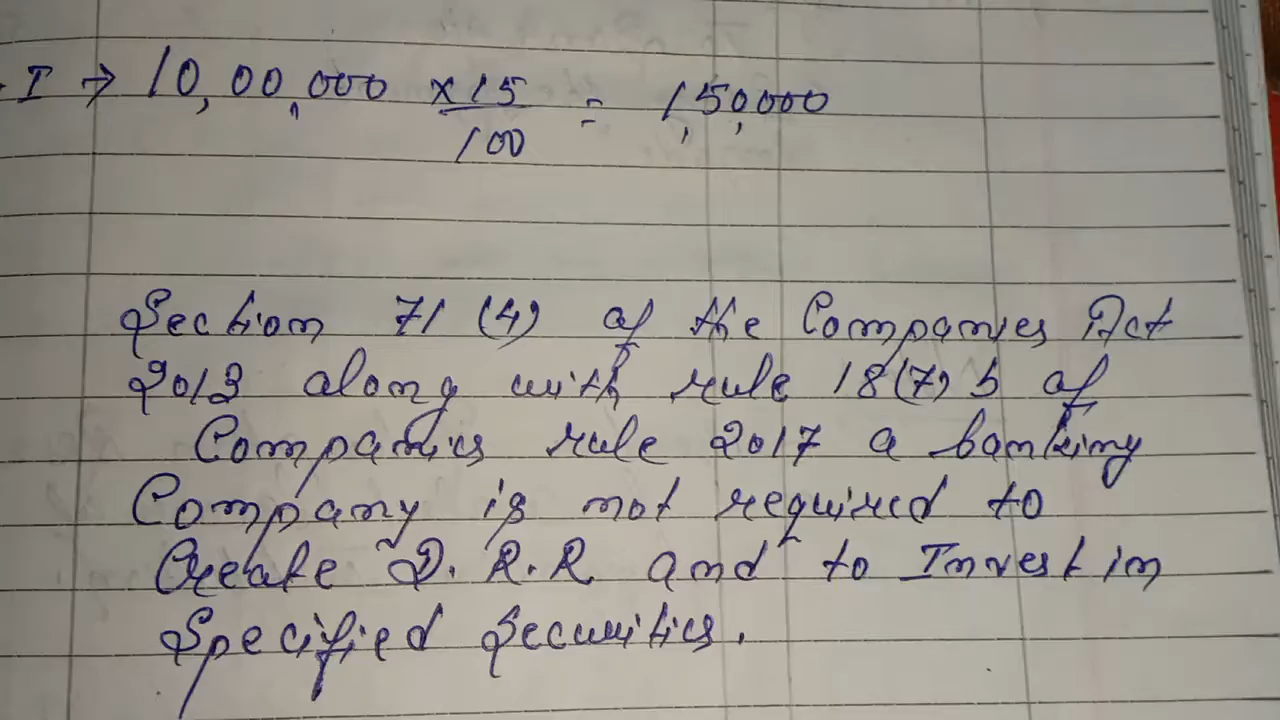 I → 10,00,000 × 15 / 100 = 1,50,000
Section 71 (4) of the Companies Act
2013 along with rule 18(7) b of
Companies rule 2017 a banking
Company is not required to
Create D.R.R and to Invest in
Specified Securities.